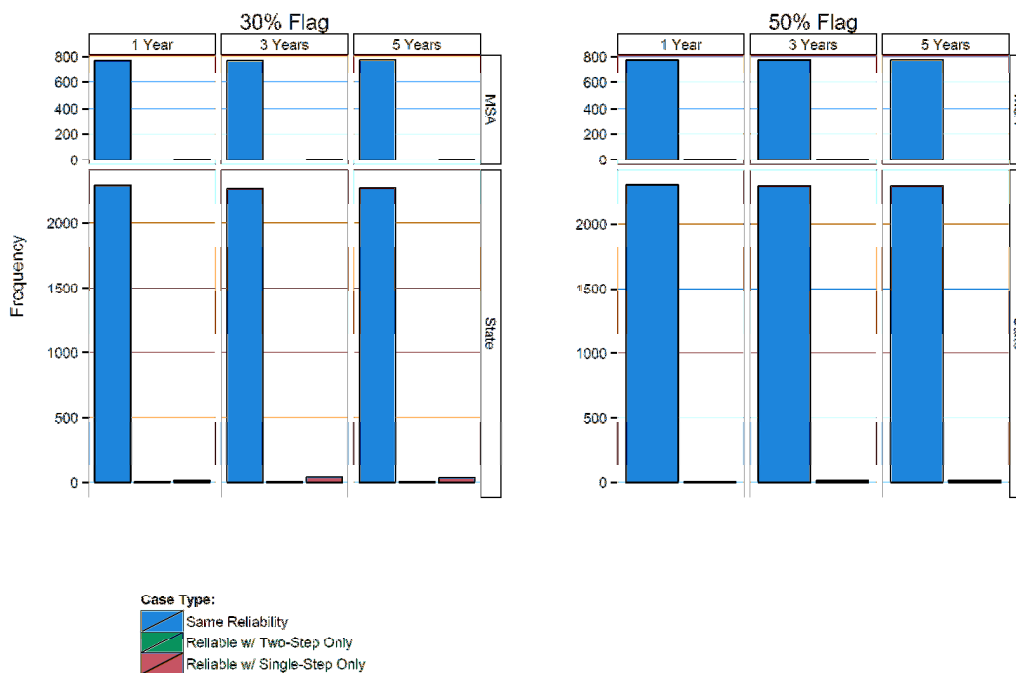 30% Flag
1 Year 3 Years 5 Years
800
600
400
200
0
MSA
2000
1500
1000
500
0
State
Frequency
50% Flag
1 Year 3 Years 5 Years
800
600
400
200
0
2000
1500
1000
500
0
Case Type:
Same Reliability
Reliable w/ Two-Step Only
Reliable w/ Single-Step Only